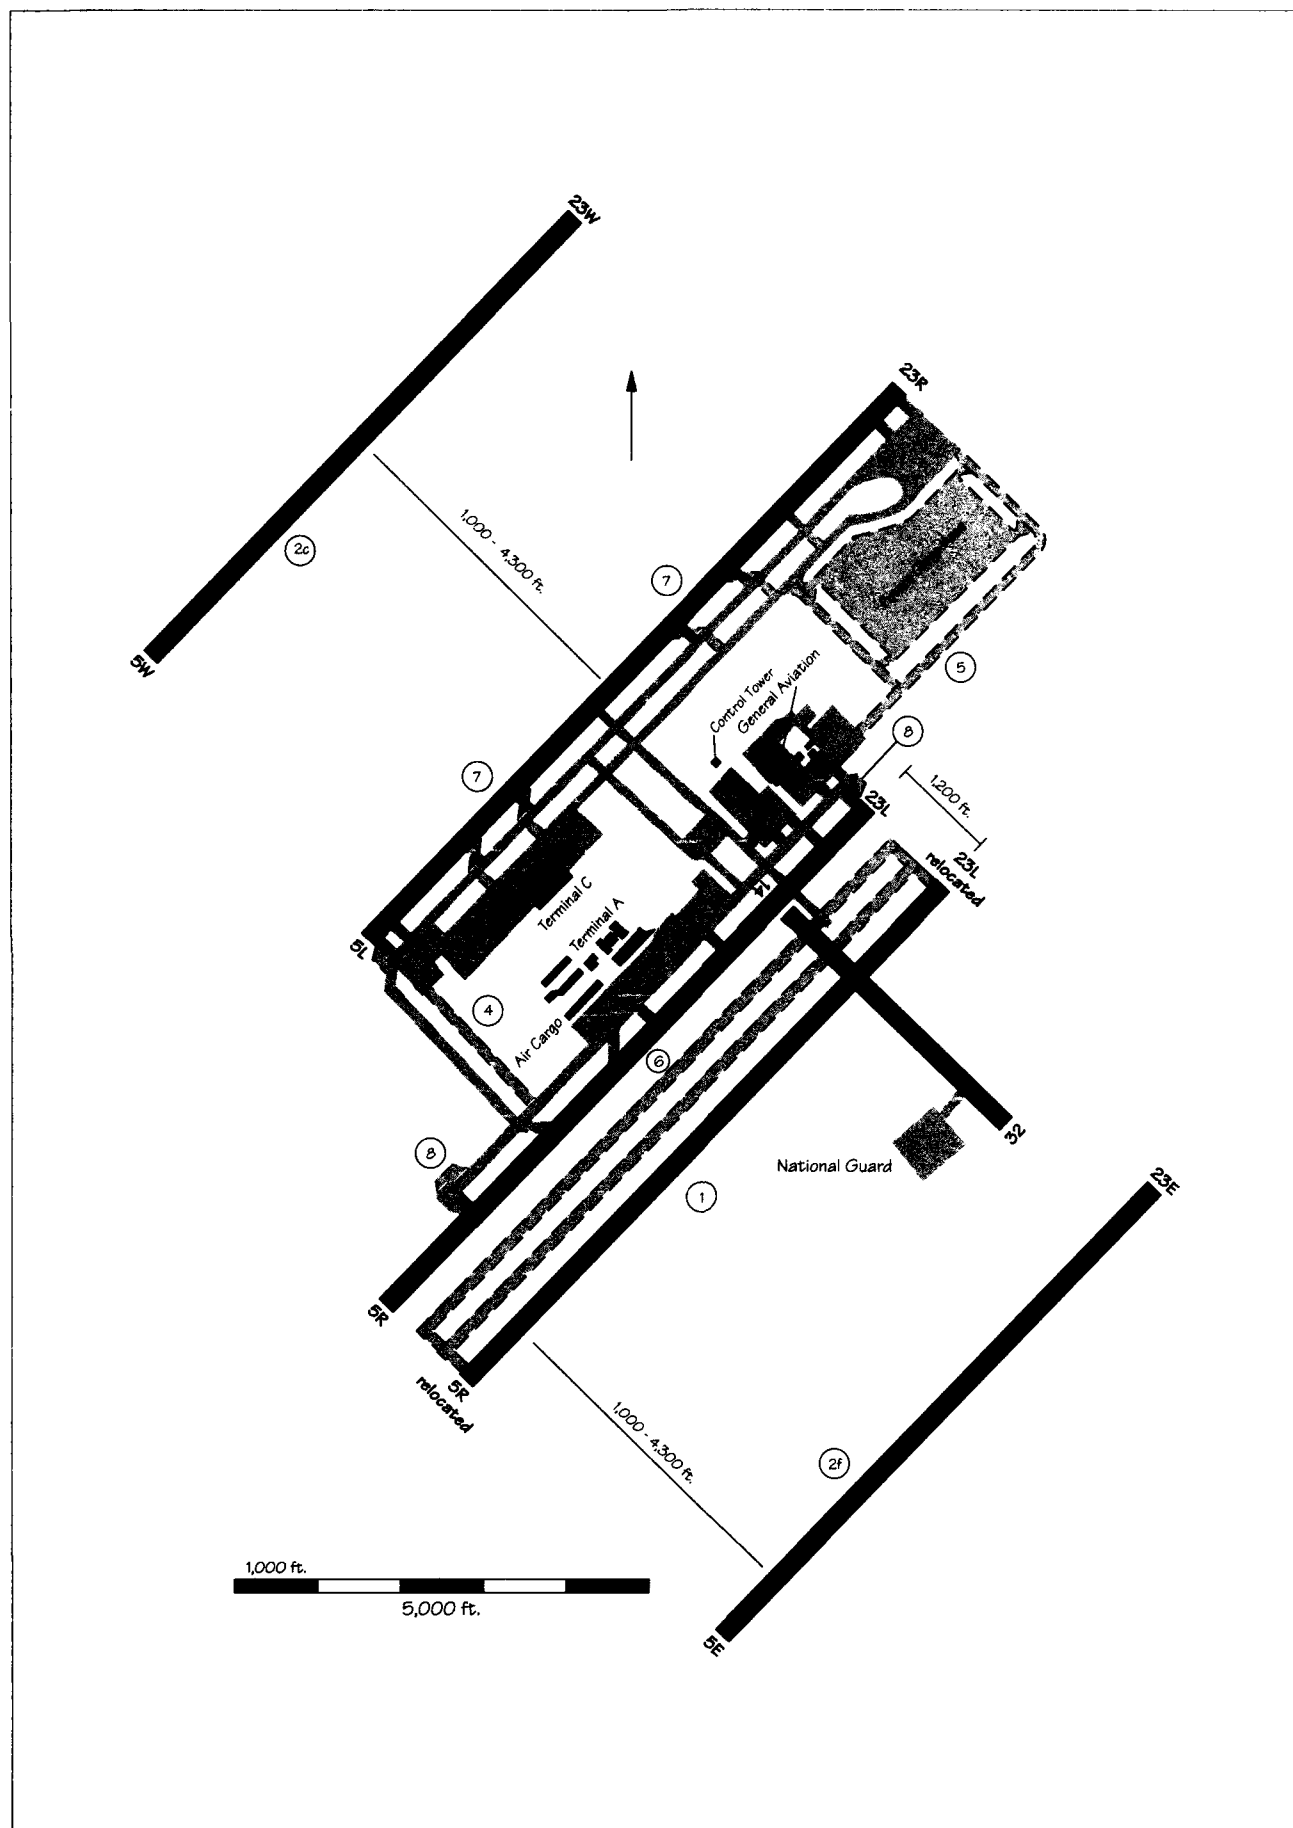 23W
23R
1,000 - 4,300 ft.
2c
7
5W
Control Tower
General Aviation
5
8
7
1,200 ft.
23L
23L
relocated
14
Terminal C
Terminal A
5L
4
Air Cargo
6
32
8
National Guard
1
23E
5R
5R
relocated
1,000 - 4,300 ft.
2f
1,000 ft.
5,000 ft.
5E